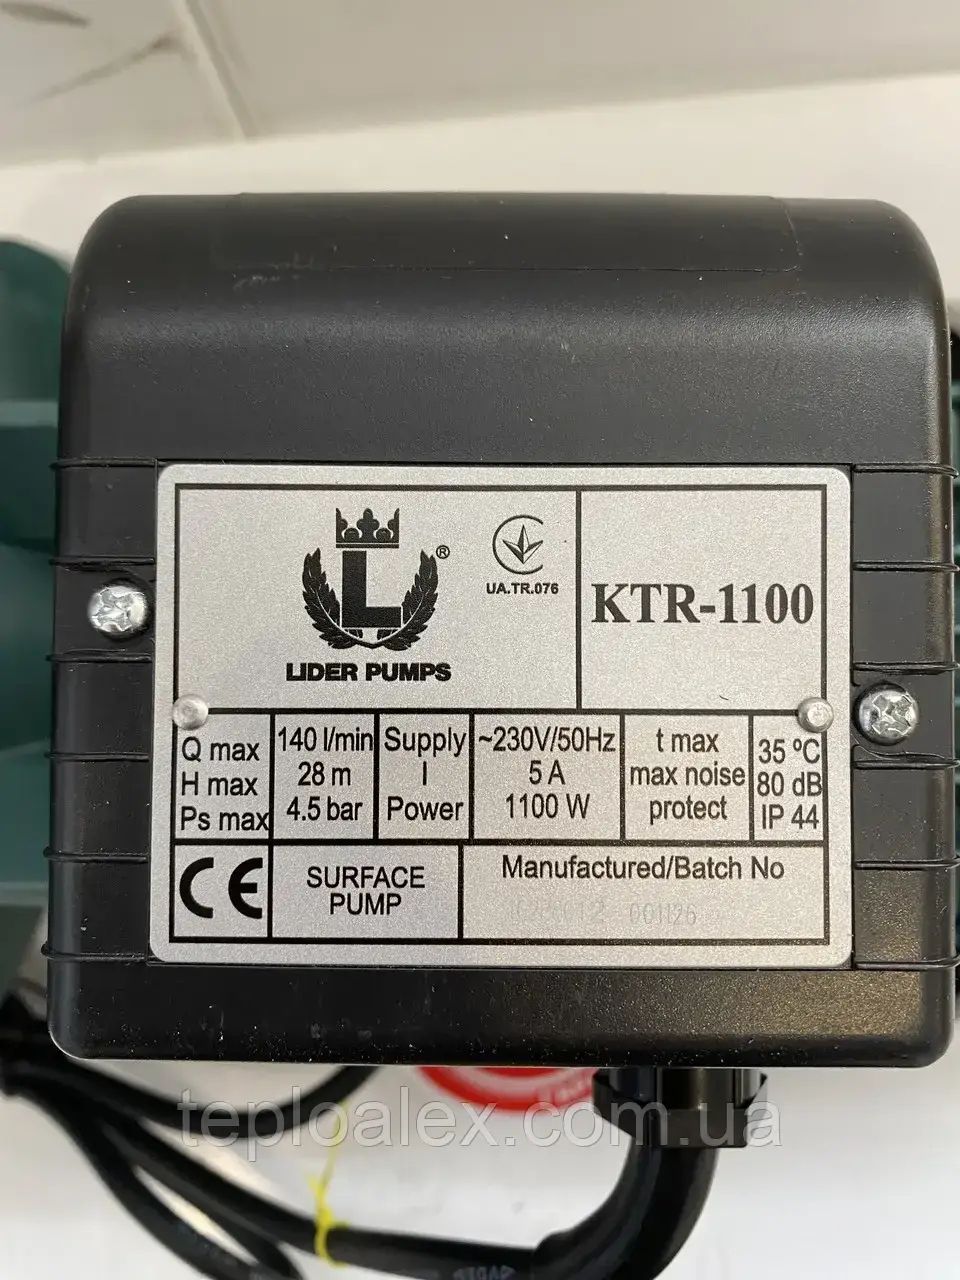 L ®
LIDER PUMPS
UA.TR.076
KTR-1100
Q max 140 l/min Supply ~230V/50Hz t max 35 ºC
H max 28 m I 5 A max noise 80 dB
Ps max 4.5 bar Power 1100 W protect IP 44
CE
SURFACE
PUMP
Manufactured/Batch No
001126
teploalex.com.ua